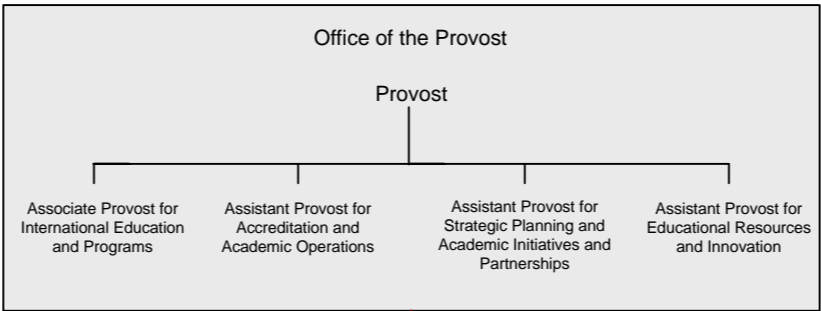 Office of the Provost
Provost
Associate Provost for
International Education
and Programs
Assistant Provost for
Accreditation and
Academic Operations
Assistant Provost for
Strategic Planning and
Academic Initiatives and
Partnerships
Assistant Provost for
Educational Resources
and Innovation